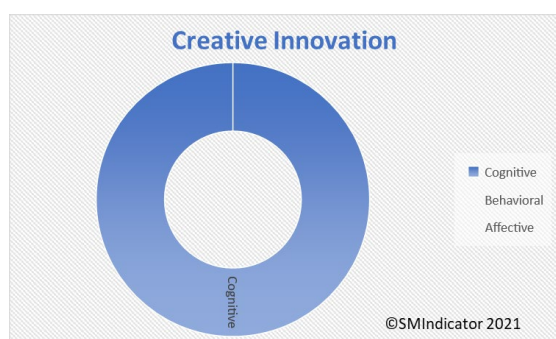 Creative Innovation
Cognitive
Behavioral
Affective
Cognitive
©SMIndicator 2021